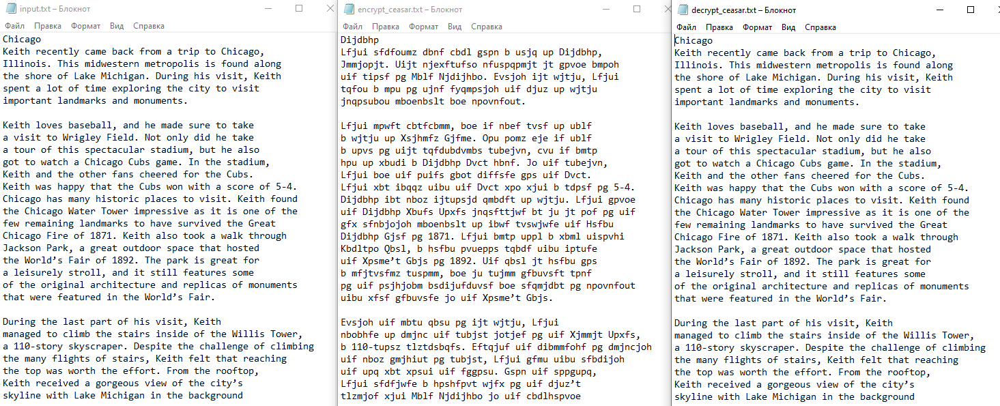 input.txt – Блокнот
Файл Правка Формат Вид Справка
Chicago
Keith recently came back from a trip to Chicago,
Illinois. This midwestern metropolis is found along
the shore of Lake Michigan. During his visit, Keith
spent a lot of time exploring the city to visit
important landmarks and monuments.

Keith loves baseball, and he made sure to take
a visit to Wrigley Field. Not only did he take
a tour of this spectacular stadium, but he also
got to watch a Chicago Cubs game. In the stadium,
Keith and the other fans cheered for the Cubs.
Keith was happy that the Cubs won with a score of 5-4.
Chicago has many historic places to visit. Keith found
the Chicago Water Tower impressive as it is one of the
few remaining landmarks to have survived the Great
Chicago Fire of 1871. Keith also took a walk through
Jackson Park, a great outdoor space that hosted
the World’s Fair of 1892. The park is great for
a leisurely stroll, and it still features some
of the original architecture and replicas of monuments
that were featured in the World’s Fair.

During the last part of his visit, Keith
managed to climb the stairs inside of the Willis Tower,
a 110-story skyscraper. Despite the challenge of climbing
the many flights of stairs, Keith felt that reaching
the top was worth the effort. From the rooftop,
Keith received a gorgeous view of the city’s
skyline with Lake Michigan in the background
encrypt_ceasar.txt – Блокнот
Файл Правка Формат Вид Справка
Dijdbhp
Lfjui sfdfoumz dbnf cbdl gspn b usjq up Dijdbhp,
Jmmjopjt. Uijt njexftufso nfuspqpmjt jt gpvoe bmpoh
uif tipsf pg Mblf Njdijhbo. Evsjoh ijt wjtju, Lfjui
tqfou b mpu pg ujnf fyqmpsjoh uif djuz up wjtju
jnqpsubou mboenbslt boe npovnfout.

Lfjui mpwft cbtfcbmm, boe if nbef tvsf up ublf
b wjtju up Xsjhmfz Gjfme. Opu pomz eje if ublf
b upvs pg uijt tqfdubdvmbs tubejvn, cvu if bmtp
hpu up xbudi b Dijdbhp Dvct hbnf. Jo uif tubejvn,
Lfjui boe uif puifs gbot diffsfe gps uif Dvct.
Lfjui xbt ibqqz uibu uif Dvct xpo xjui b tdpsf pg 5-4.
Dijdbhp ibt nboz ijtupsjd qmbdft up wjtju. Lfjui gpvoe
uif Dijdbhp Xbufs Upxfs jnqsfttjwf bt ju jt pof pg uif
gfx sfnbjojoh mboenbslt up ibwf tvswjwfe uif Hsfbu
Dijdbhp Gjsf pg 1871. Lfjui bmtp uppl b xbml uispvhi
Kbdltpo Qbsl, b hsfbu pvuepps tqbdf uibu iptufe
uif Xpsme’t Gbjs pg 1892. Uif qbsl jt hsfbu gps
b mfjtvsfmz tuspmm, boe ju tujmm gfbuvsft tpnf
pg uif psjhjobm bsdijufduvsf boe sfqmjdbt pg npovnfout
uibu xfsf gfbuvsfe jo uif Xpsme’t Gbjs.

Evsjoh uif mbtu qbsu pg ijt wjtju, Lfjui
nbobhfe up dmjnc uif tubjst jotjef pg uif Xjmmjt Upxfs,
b 110-tupsz tlztdsbqfs. Eftqjuf uif dibmmfohf pg dmjncjoh
uif nboz gmjhiut pg tubjst, Lfjui gfmu uibu sfbdijoh
uif upq xbt xpsui uif fggpsu. Gspn uif sppgupq,
Lfjui sfdfjwfe b hpshfpvt wjfx pg uif djuz’t
tlzmjof xjui Mblf Njdijhbo jo uif cbdlhspvoe
decrypt_ceasar.txt – Блокнот
Файл Правка Формат Вид Справка
Chicago
Keith recently came back from a trip to Chicago,
Illinois. This midwestern metropolis is found along
the shore of Lake Michigan. During his visit, Keith
spent a lot of time exploring the city to visit
important landmarks and monuments.

Keith loves baseball, and he made sure to take
a visit to Wrigley Field. Not only did he take
a tour of this spectacular stadium, but he also
got to watch a Chicago Cubs game. In the stadium,
Keith and the other fans cheered for the Cubs.
Keith was happy that the Cubs won with a score of 5-4.
Chicago has many historic places to visit. Keith found
the Chicago Water Tower impressive as it is one of the
few remaining landmarks to have survived the Great
Chicago Fire of 1871. Keith also took a walk through
Jackson Park, a great outdoor space that hosted
the World’s Fair of 1892. The park is great for
a leisurely stroll, and it still features some
of the original architecture and replicas of monuments
that were featured in the World’s Fair.

During the last part of his visit, Keith
managed to climb the stairs inside of the Willis Tower,
a 110-story skyscraper. Despite the challenge of climbing
the many flights of stairs, Keith felt that reaching
the top was worth the effort. From the rooftop,
Keith received a gorgeous view of the city’s
skyline with Lake Michigan in the background